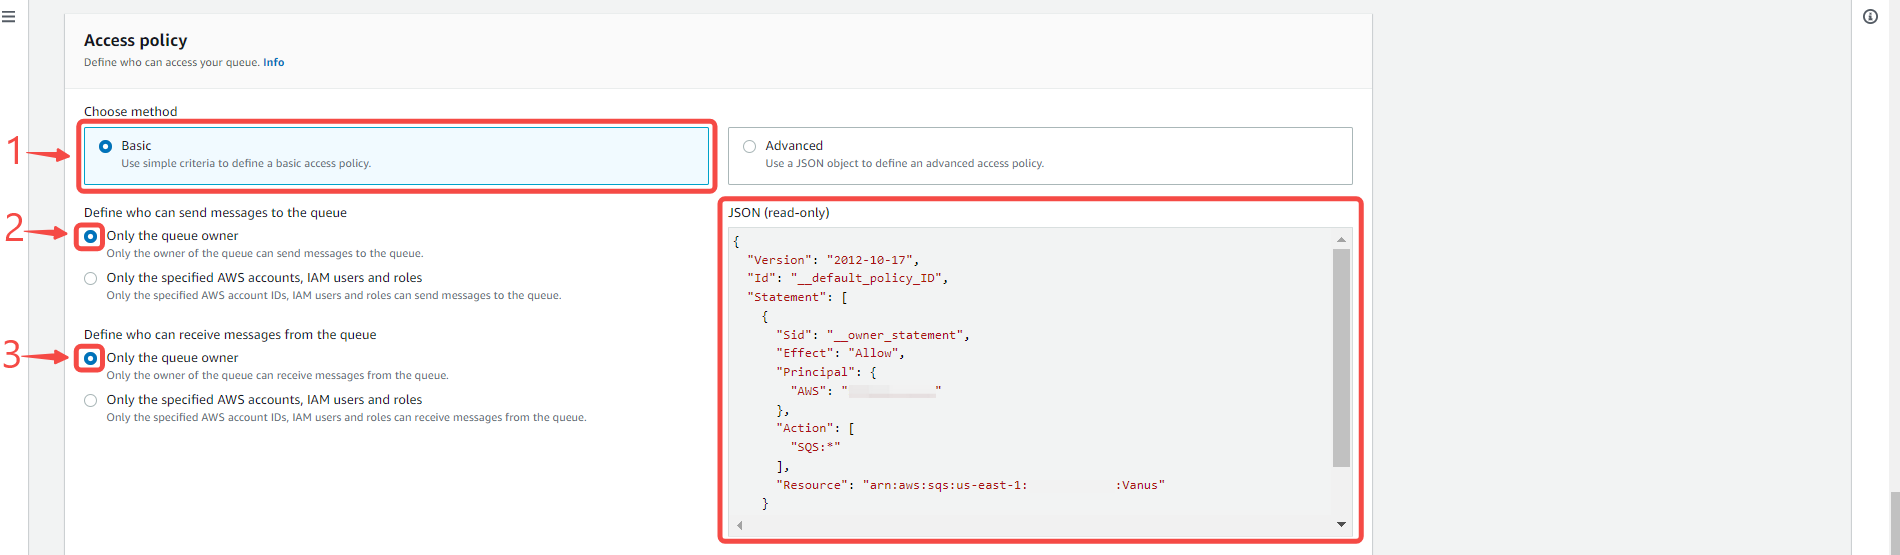 Access policy
Define who can access your queue. Info
Choose method
1
Basic
Use simple criteria to define a basic access policy.
Advanced
Use a JSON object to define an advanced access policy.
Define who can send messages to the queue
2
Only the queue owner
Only the owner of the queue can send messages to the queue.
Only the specified AWS accounts, IAM users and roles
Only the specified AWS account IDs, IAM users and roles can send messages to the queue.
Define who can receive messages from the queue
3
Only the queue owner
Only the owner of the queue can receive messages from the queue.
Only the specified AWS accounts, IAM users and roles
Only the specified AWS account IDs, IAM users and roles can receive messages from the queue.
JSON (read-only)
{
"Version": "2012-10-17",
"Id": "__default_policy_ID",
"Statement": [
{
"Sid": "__owner_statement",
"Effect": "Allow",
"Principal": {
"AWS": " "
},
"Action": [
"SQS:*"
],
"Resource": "arn:aws:sqs:us-east-1: :Vanus"
}